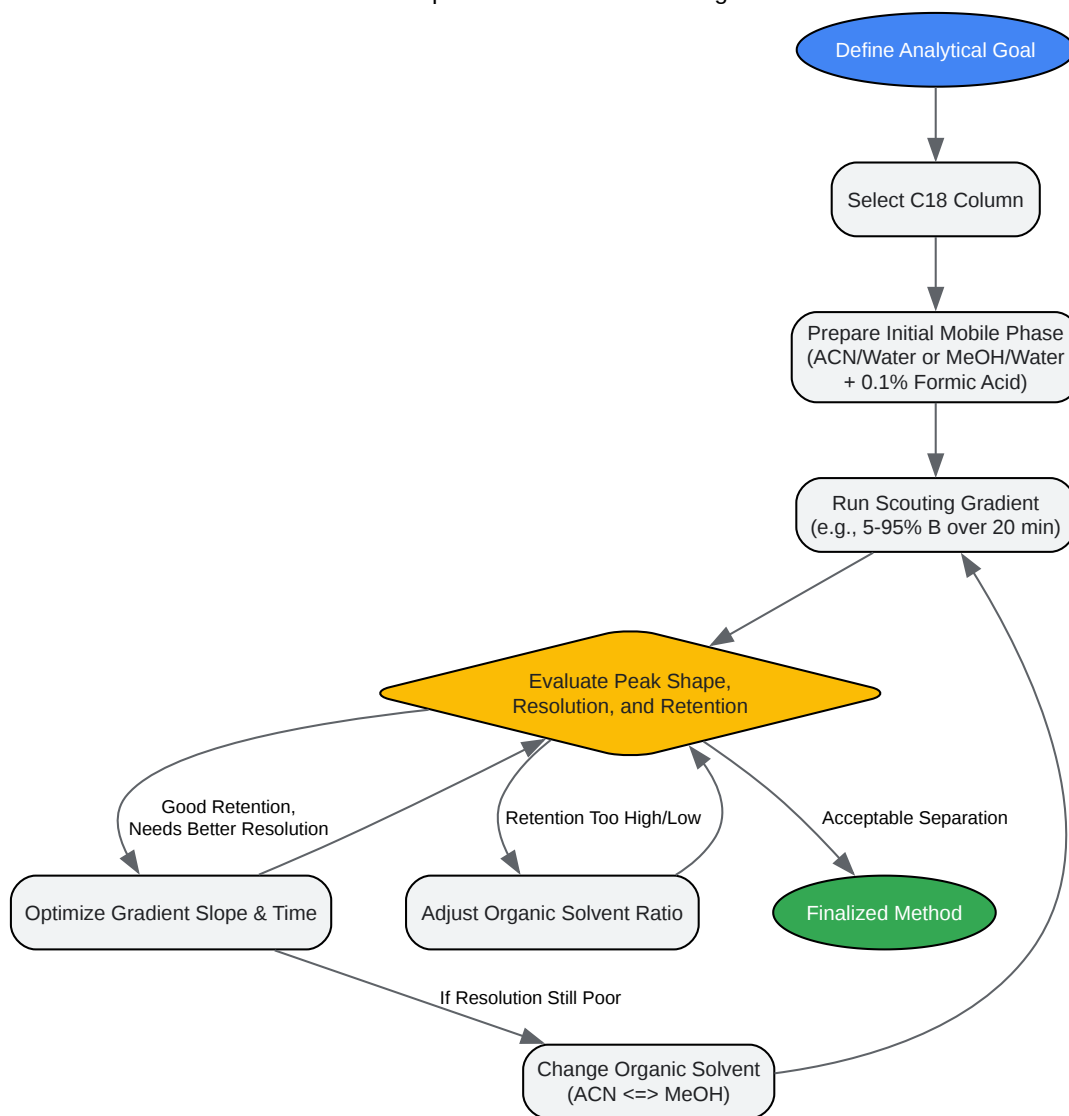 Define Analytical Goal
Select C18 Column
Prepare Initial Mobile Phase
(ACN/Water or MeOH/Water
+ 0.1% Formic Acid)
Run Scouting Gradient
(e.g., 5-95% B over 20 min)
Evaluate Peak Shape,
Resolution, and Retention
Good Retention,
Needs Better Resolution
Retention Too High/Low
Acceptable Separation
Optimize Gradient Slope & Time
Adjust Organic Solvent Ratio
Finalized Method
If Resolution Still Poor
Change Organic Solvent
(ACN <=> MeOH)